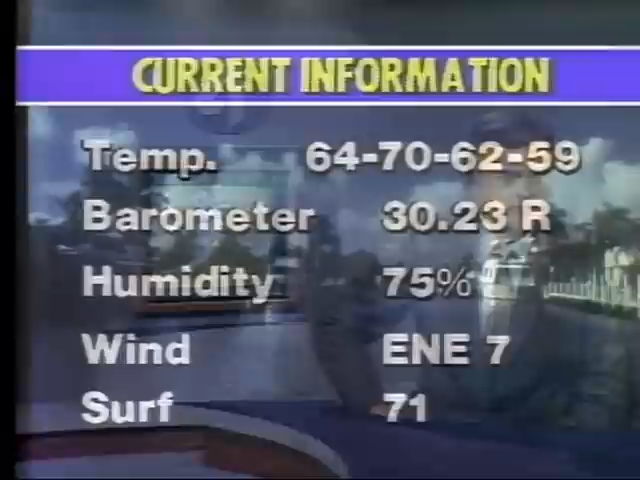 CURRENT INFORMATION
Temp. 64-70-62-59
Barometer 30.23 R
Humidity 75%
Wind ENE 7
Surf 71